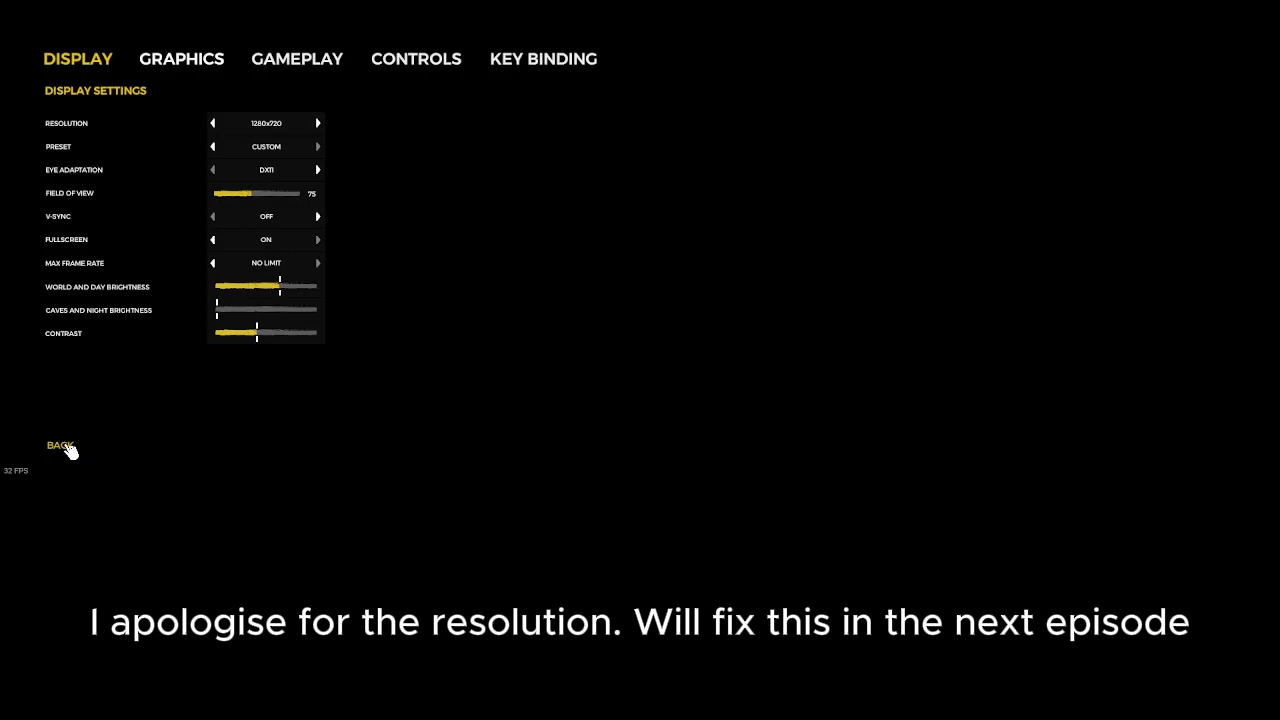 DISPLAY GRAPHICS GAMEPLAY CONTROLS KEY BINDING
DISPLAY SETTINGS
RESOLUTION 1280x720
PRESET CUSTOM
EYE ADAPTATION DX11
FIELD OF VIEW 75
V-SYNC OFF
FULLSCREEN ON
MAX FRAME RATE NO LIMIT
WORLD AND DAY BRIGHTNESS
CAVES AND NIGHT BRIGHTNESS
CONTRAST
BACK
32 FPS
I apologise for the resolution. Will fix this in the next episode